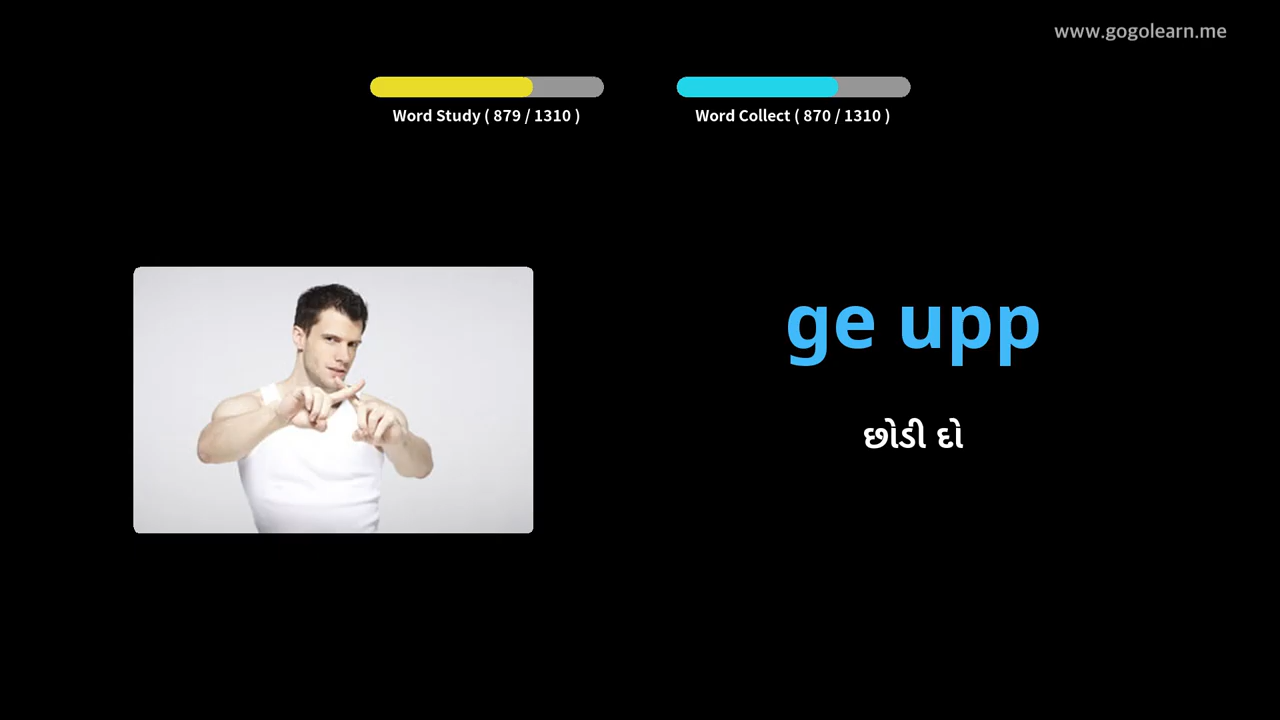 www.gogolearn.me
Word Study ( 879 / 1310 )
Word Collect ( 870 / 1310 )
ge upp
છોડી દો